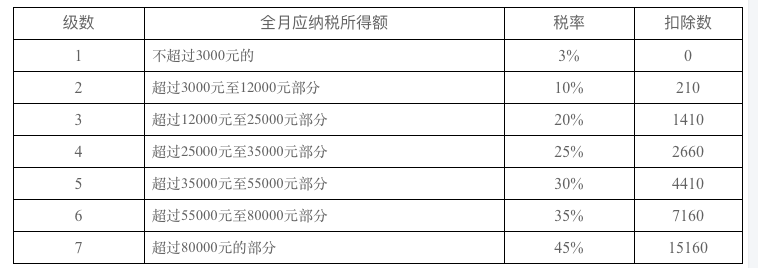 级数 全月应纳税所得额 税率 扣除数
1 不超过3000元的 3% 0
2 超过3000元至12000元部分 10% 210
3 超过12000元至25000元部分 20% 1410
4 超过25000元至35000元部分 25% 2660
5 超过35000元至55000元部分 30% 4410
6 超过55000元至80000元部分 35% 7160
7 超过80000元的部分 45% 15160